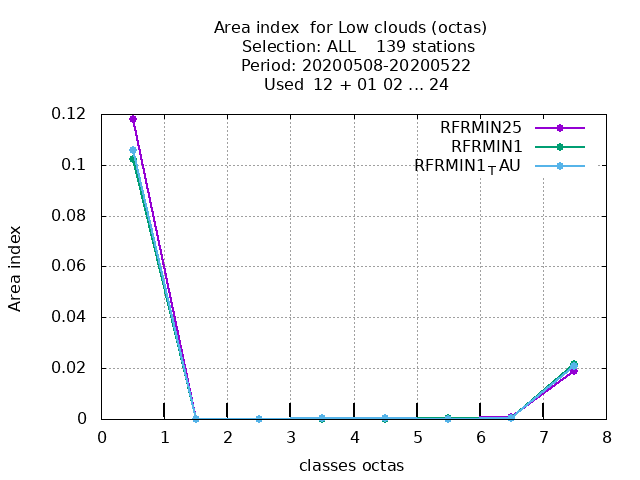 Area index  for Low clouds (octas)
Selection: ALL    139 stations
Period: 20200508-20200522
Used  12 + 01 02 ... 24
RFRMIN25
RFRMIN1
RFRMIN1TAU
Area index
0.12
0.1
0.08
0.06
0.04
0.02
0
0 1 2 3 4 5 6 7 8
classes octas